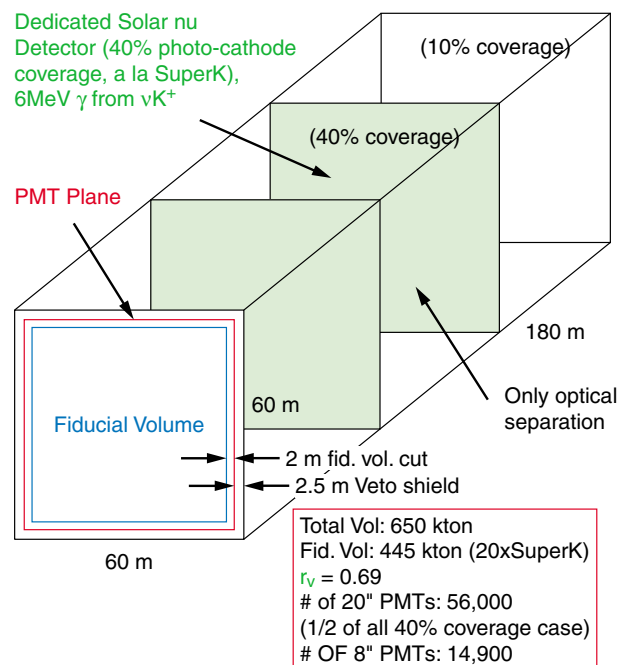 Dedicated Solar nu
Detector (40% photo-cathode
coverage, a la SuperK),
6MeV γ from νK⁺
(10% coverage)
(40% coverage)
PMT Plane
180 m
Only optical
separation
60 m
Fiducial Volume
2 m fid. vol. cut
2.5 m Veto shield
60 m
Total Vol: 650 kton
Fid. Vol: 445 kton (20xSuperK)
rᵥ = 0.69
# of 20" PMTs: 56,000
(1/2 of all 40% coverage case)
# OF 8" PMTs: 14,900